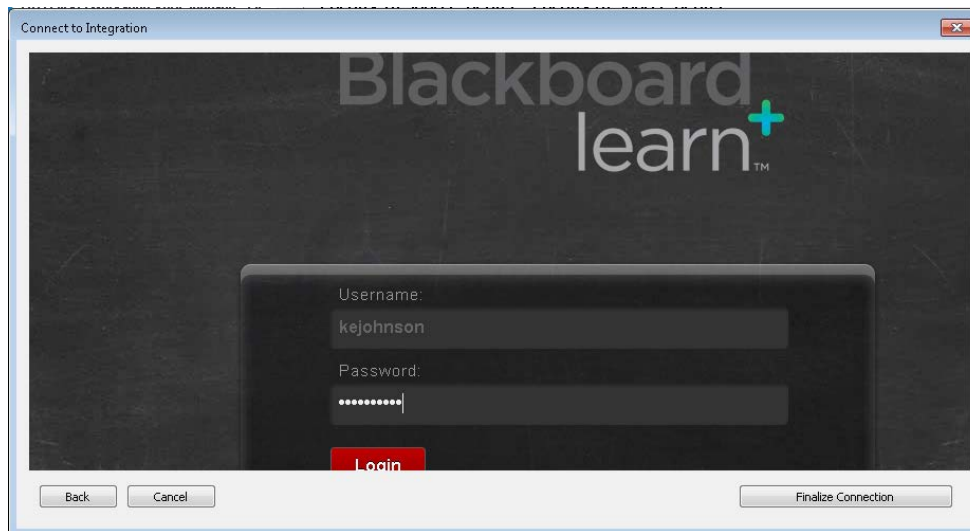 Connect to Integration
Blackboard
learn+™
Username:
kejohnson
Password:
••••••••••
Login
Back Cancel Finalize Connection